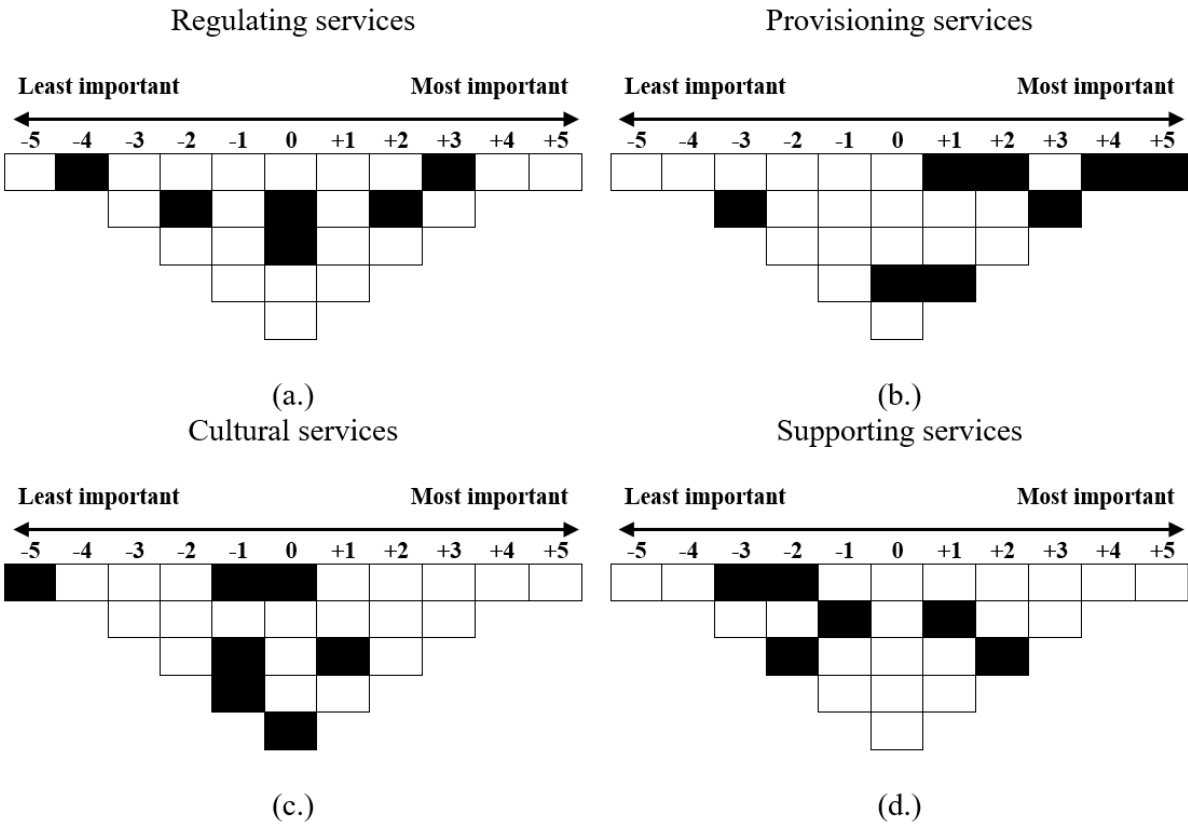 Regulating services
Provisioning services
Least important Most important
Least important Most important
-5 -4 -3 -2 -1 0 +1 +2 +3 +4 +5
-5 -4 -3 -2 -1 0 +1 +2 +3 +4 +5
(a.)
(b.)
Cultural services
Supporting services
Least important Most important
Least important Most important
-5 -4 -3 -2 -1 0 +1 +2 +3 +4 +5
-5 -4 -3 -2 -1 0 +1 +2 +3 +4 +5
(c.)
(d.)